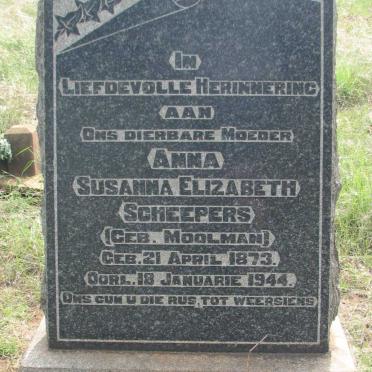 IN
LIEFDEVOLLE HERINNERING
AAN
ONS DIERBARE MOEDER
ANNA
SUSANNA ELIZABETH
SCHEEPERS
(GEB. MOOLMAN)
GEB. 21 APRIL 1873.
OORL. 18 JANUARIE 1944.
ONS GUN U DIE RUS, TOT WEERSIENS